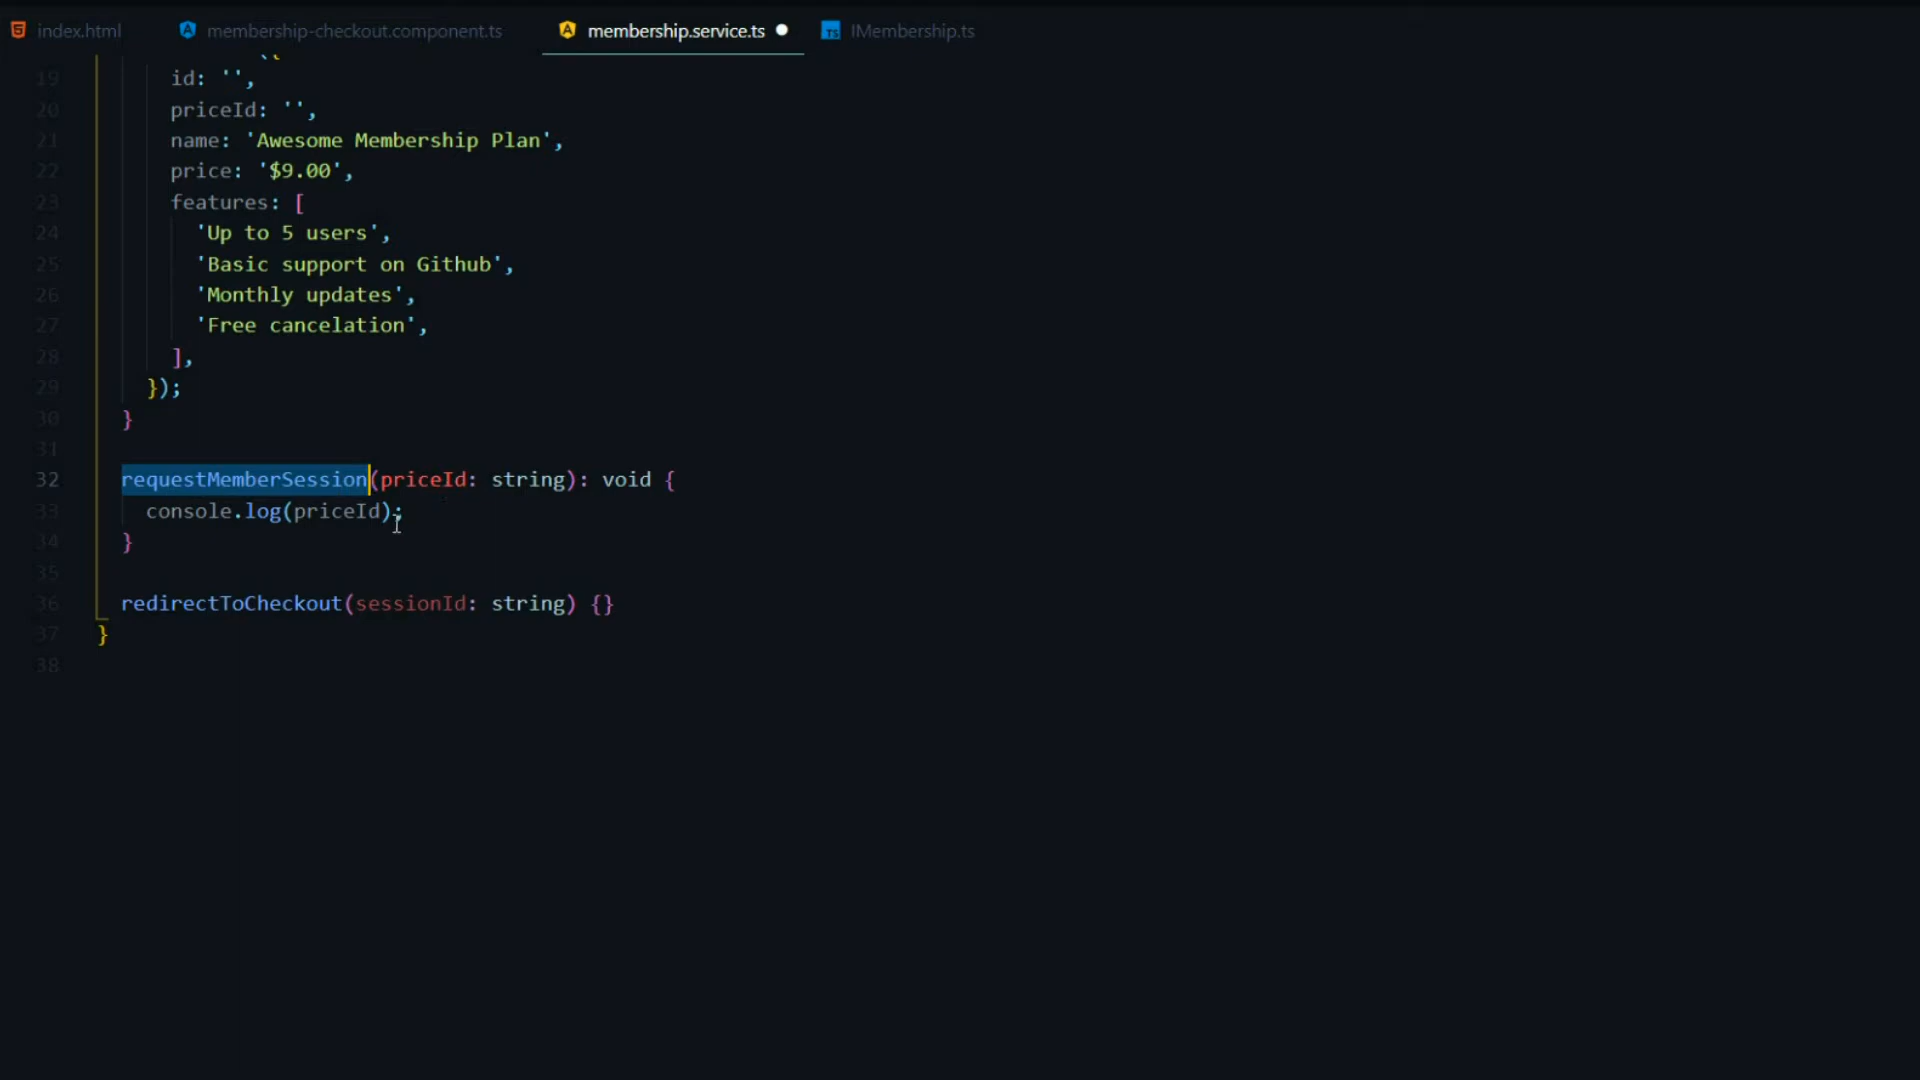 index.html membership-checkout.component.ts membership.service.ts IMembership.ts
19 id: '',
20 priceId: '',
21 name: 'Awesome Membership Plan',
22 price: '$9.00',
23 features: [
24 'Up to 5 users',
25 'Basic support on Github',
26 'Monthly updates',
27 'Free cancelation',
28 ],
29 });
30 }
31
32 requestMemberSession(priceId: string): void {
33 console.log(priceId);
34 }
35
36 redirectToCheckout(sessionId: string) {}
37 }
38